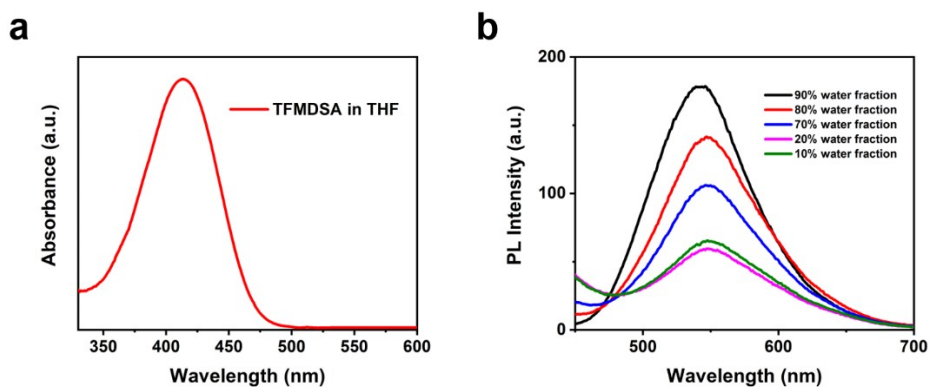 a
Absorbance (a.u.)
TFMDSA in THF
350 400 450 500 550 600
Wavelength (nm)
b
PL Intensity (a.u.)
200
100
0
90% water fraction
80% water fraction
70% water fraction
20% water fraction
10% water fraction
500 600 700
Wavelength (nm)